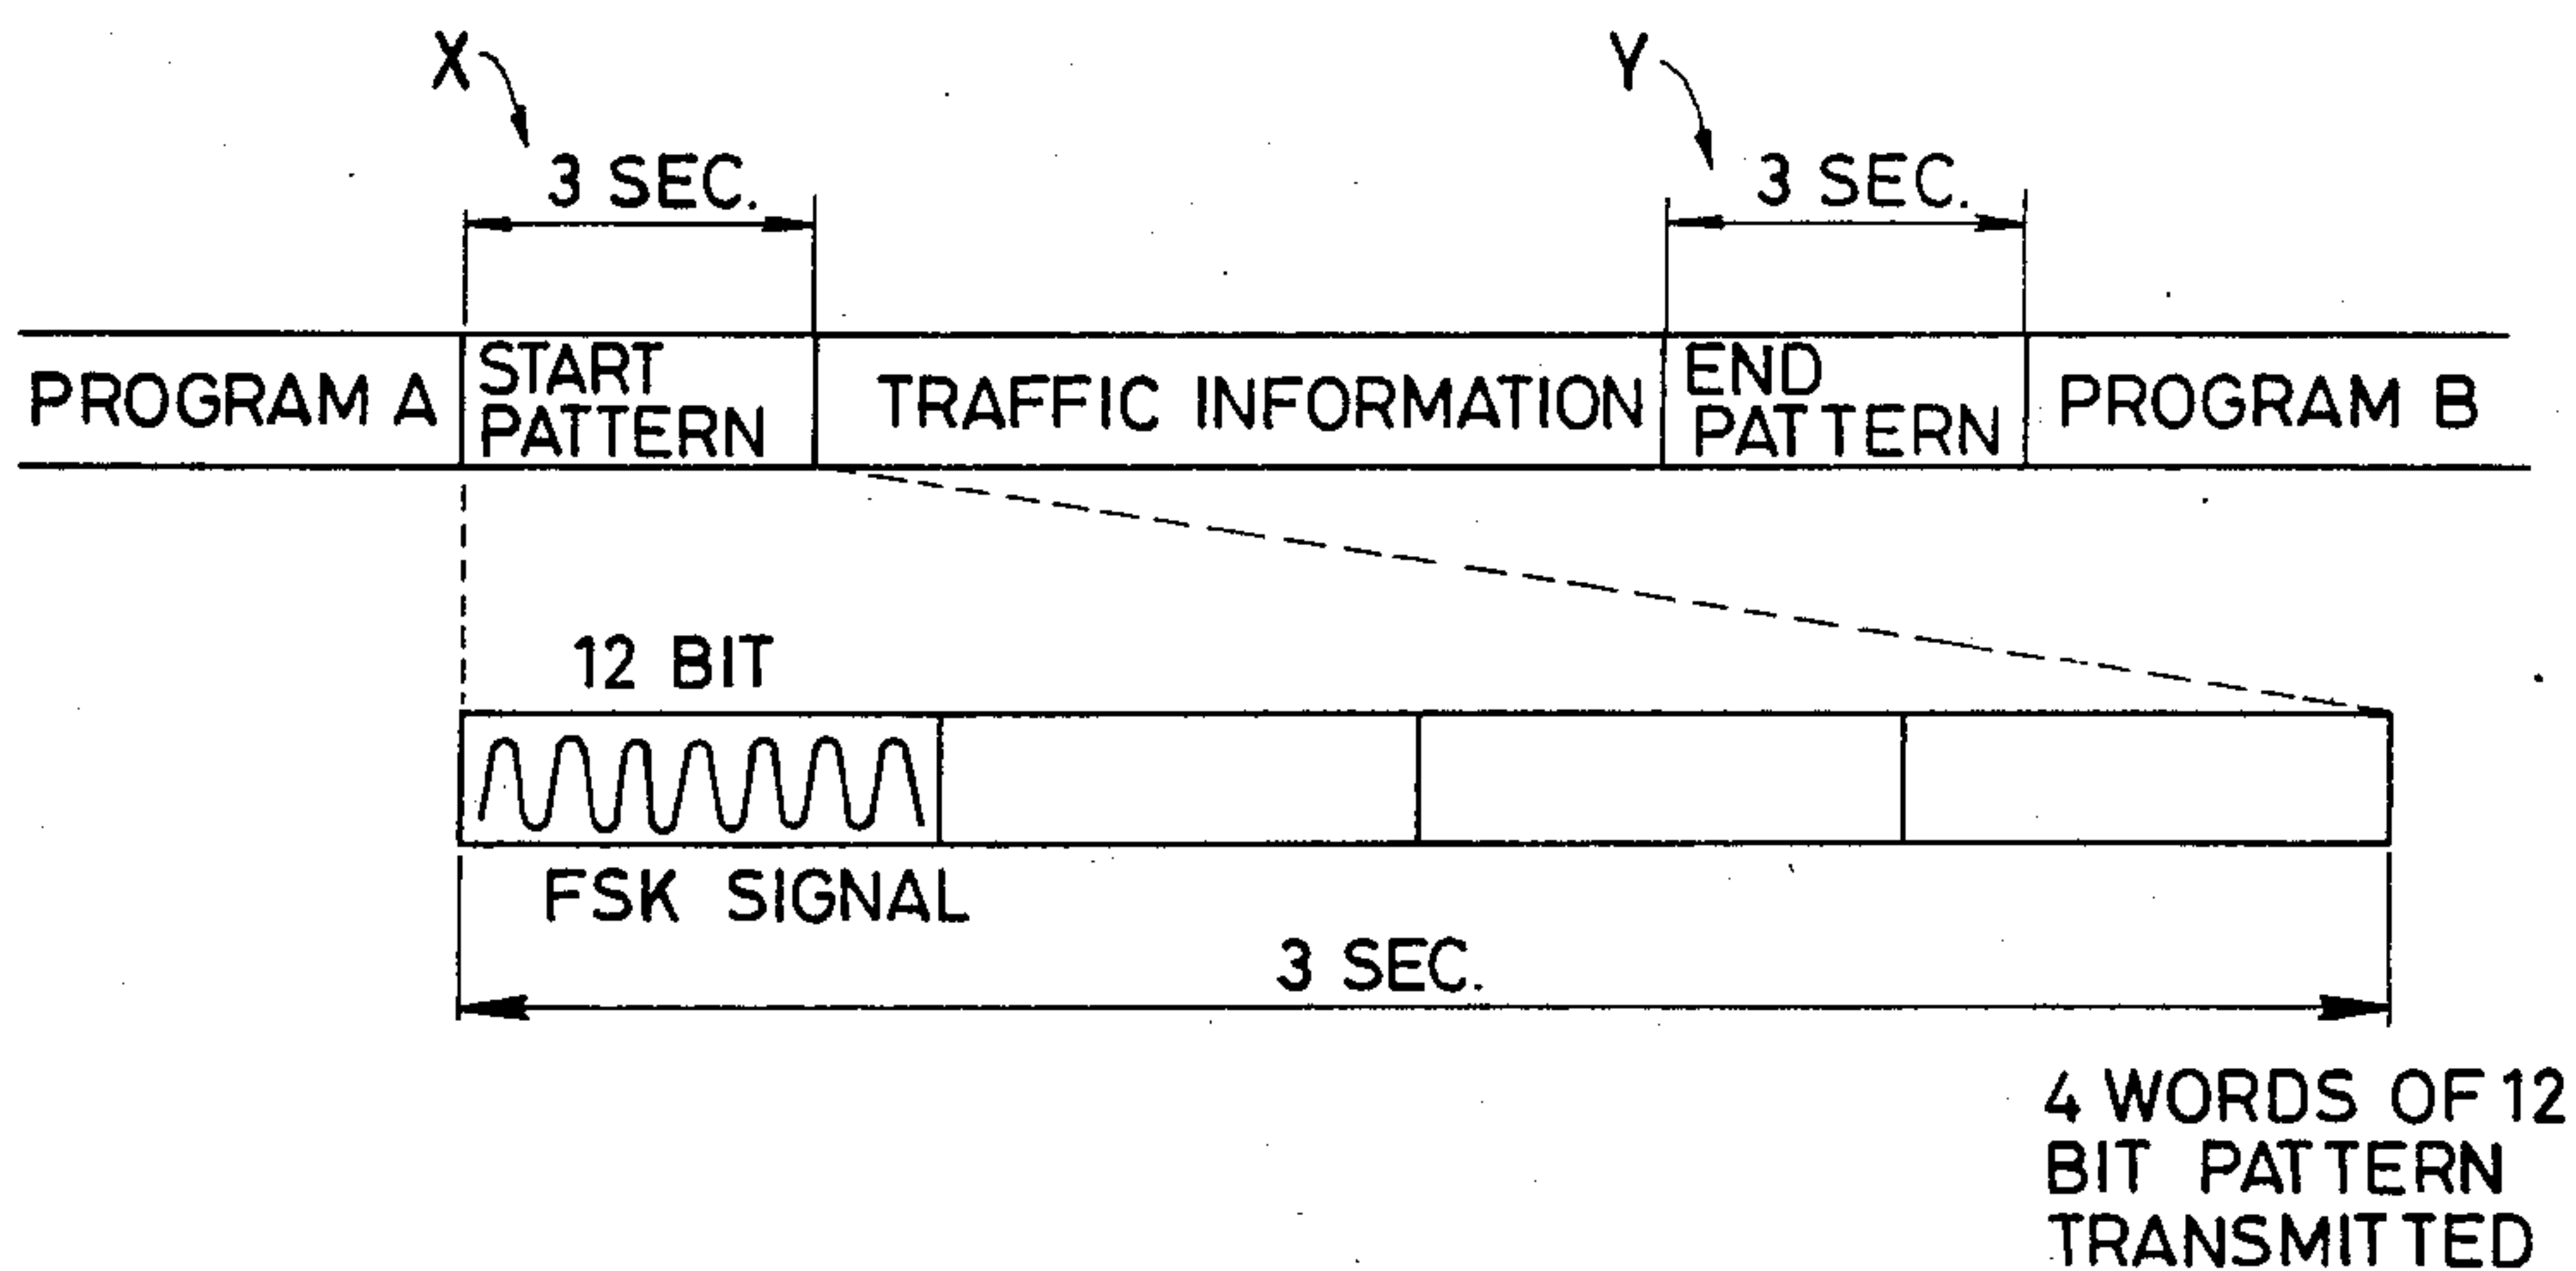 X
Y
3 SEC.
3 SEC.
PROGRAM A
START
PATTERN
TRAFFIC INFORMATION
END
PATTERN
PROGRAM B
12 BIT
FSK SIGNAL
3 SEC.
4 WORDS OF 12
BIT PATTERN
TRANSMITTED